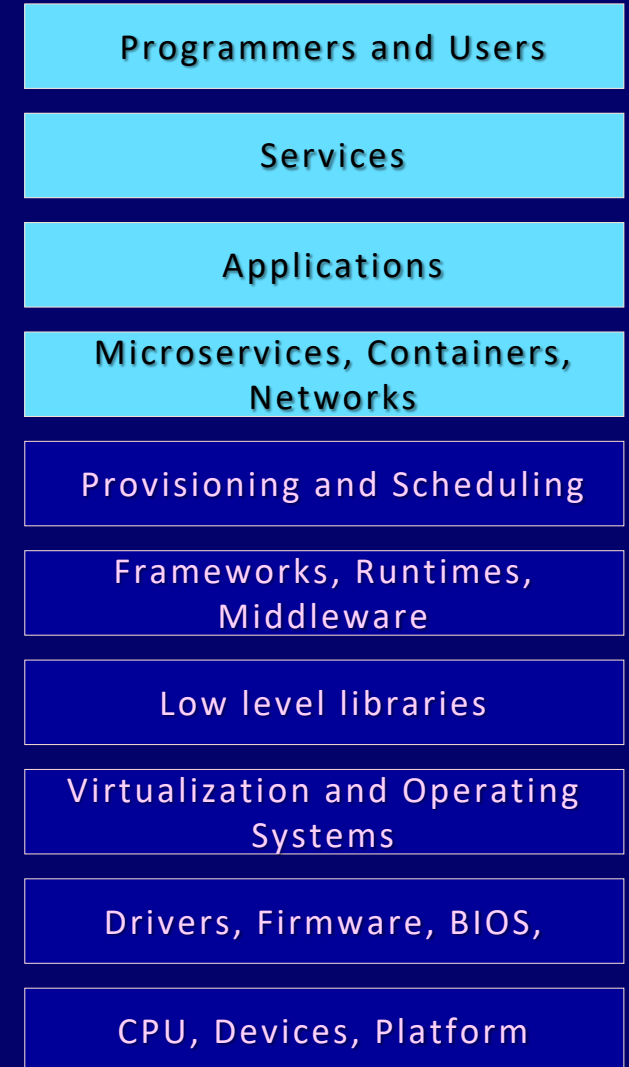 Programmers and Users
Services
Applications
Microservices, Containers,
Networks
Provisioning and Scheduling
Frameworks, Runtimes,
Middleware
Low level libraries
Virtualization and Operating
Systems
Drivers, Firmware, BIOS,
CPU, Devices, Platform